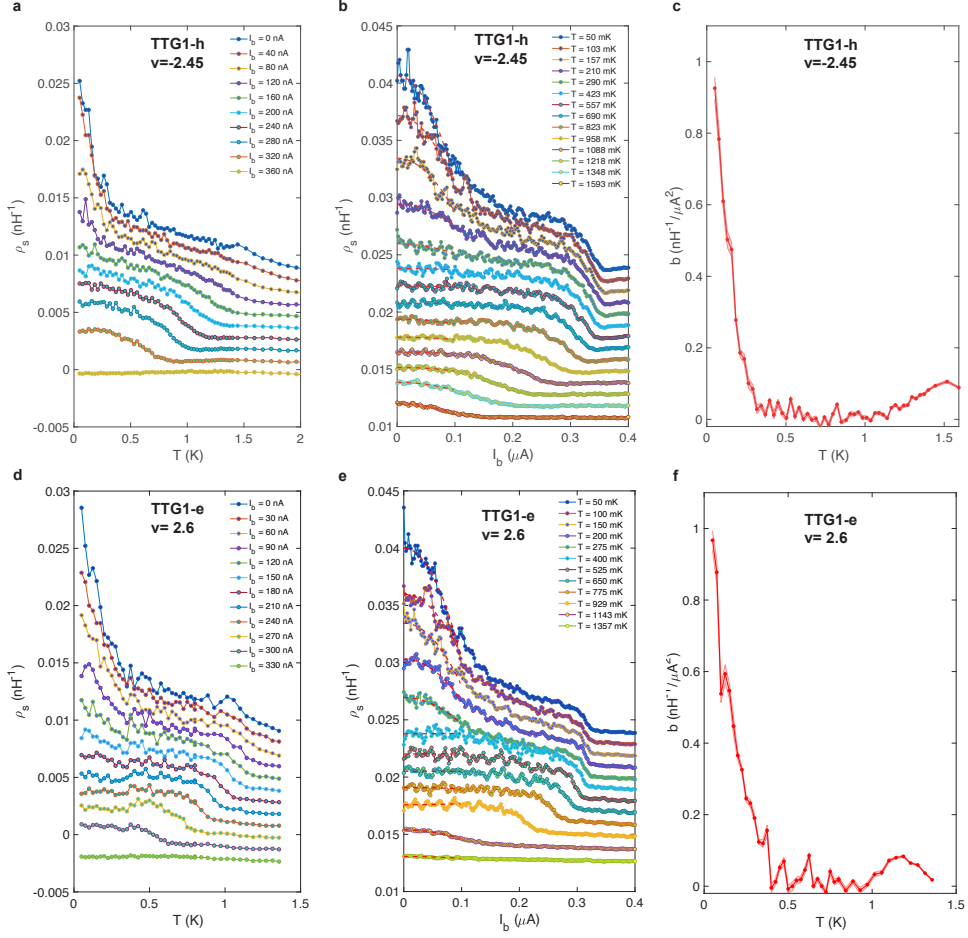 a
TTG1-h
ν=-2.45
I_b = 0 nA
I_b = 40 nA
I_b = 80 nA
I_b = 120 nA
I_b = 160 nA
I_b = 200 nA
I_b = 240 nA
I_b = 280 nA
I_b = 320 nA
I_b = 360 nA
0.03
0.025
0.02
0.015
0.01
0.005
0
-0.005
ρ_s (nH⁻¹)
0
0.5
1
1.5
2
T (K)
b
TTG1-h
ν=-2.45
T = 50 mK
T = 103 mK
T = 157 mK
T = 210 mK
T = 290 mK
T = 423 mK
T = 557 mK
T = 690 mK
T = 823 mK
T = 958 mK
T = 1088 mK
T = 1218 mK
T = 1348 mK
T = 1593 mK
0.045
0.04
0.035
0.03
0.025
0.02
0.015
0.01
ρ_s (nH⁻¹)
0
0.1
0.2
0.3
0.4
I_b (μA)
c
TTG1-h
ν=-2.45
1
0.8
0.6
0.4
0.2
0
b (nH⁻¹/μA²)
0
0.5
1
1.5
T (K)
d
TTG1-e
ν= 2.6
I_b = 0 nA
I_b = 30 nA
I_b = 60 nA
I_b = 90 nA
I_b = 120 nA
I_b = 150 nA
I_b = 180 nA
I_b = 210 nA
I_b = 240 nA
I_b = 270 nA
I_b = 300 nA
I_b = 330 nA
0.03
0.025
0.02
0.015
0.01
0.005
0
-0.005
ρ_s (nH⁻¹)
0
0.5
1
1.5
T (K)
e
TTG1-e
ν= 2.6
T = 50 mK
T = 100 mK
T = 150 mK
T = 200 mK
T = 275 mK
T = 400 mK
T = 525 mK
T = 650 mK
T = 775 mK
T = 929 mK
T = 1143 mK
T = 1357 mK
0.045
0.04
0.035
0.03
0.025
0.02
0.015
0.01
ρ_s (nH⁻¹)
0
0.1
0.2
0.3
0.4
I_b (μA)
f
TTG1-e
ν= 2.6
1
0.8
0.6
0.4
0.2
0
b (nH⁻¹/μA²)
0
0.5
1
1.5
T (K)